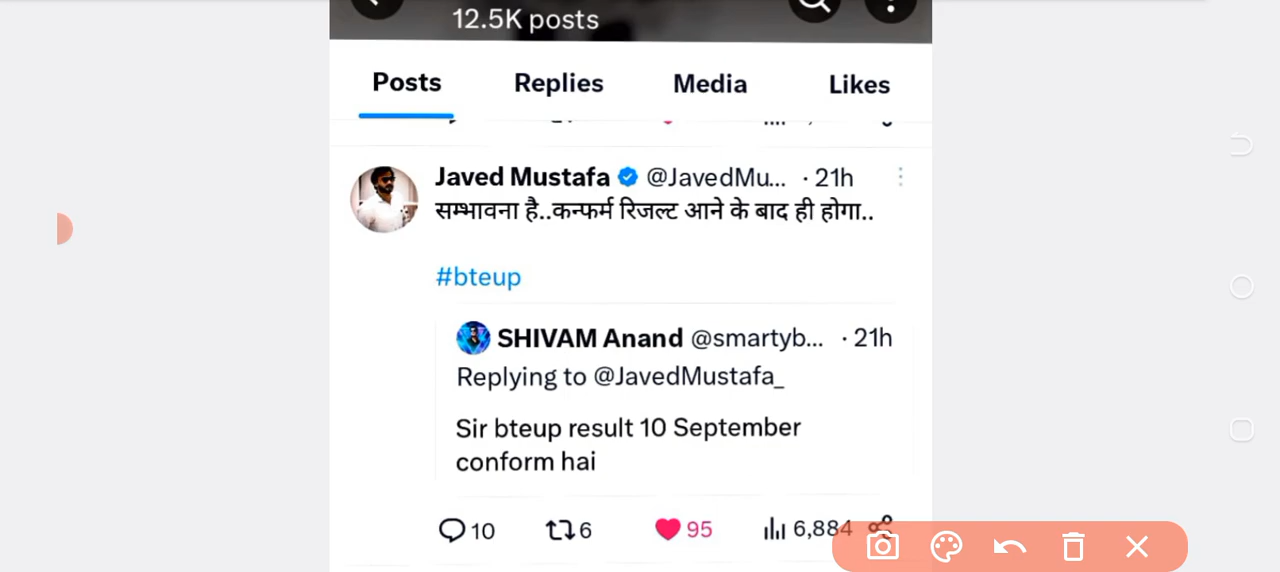 12.5K posts
Posts Replies Media Likes
Javed Mustafa @JavedMu... · 21h
सम्भावना है..कन्फर्म रिजल्ट आने के बाद ही होगा..
#bteup
SHIVAM Anand @smartyb... · 21h
Replying to @JavedMustafa_
Sir bteup result 10 September
conform hai
10 6 95 6,884